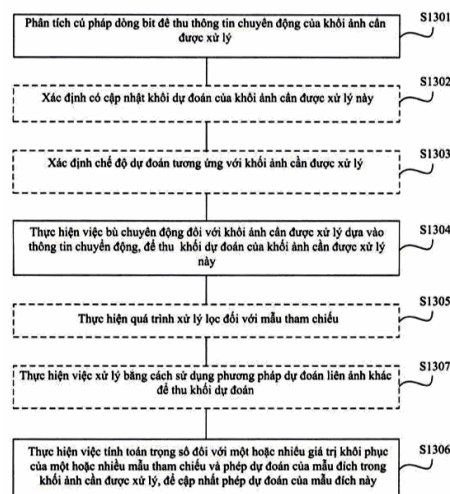 Phân tích cú pháp dòng bit để thu thông tin chuyển động của khối ảnh cần
được xử lý
S1301
Xác định có cập nhật khối dự đoán của khối ảnh cần được xử lý này
S1302
Xác định chế độ dự đoán tương ứng với khối ảnh cần được xử lý
S1303
Thực hiện việc bù chuyển động đối với khối ảnh cần được xử lý dựa vào
thông tin chuyển động, để thu khối dự đoán của khối ảnh cần được xử lý
này
S1304
Thực hiện quá trình xử lý lọc đối với mẫu tham chiếu
S1305
Thực hiện việc xử lý bằng cách sử dụng phương pháp dự đoán liên ảnh khác
để thu khối dự đoán
S1307
Thực hiện việc tính toán trọng số đối với một hoặc nhiều giá trị khôi phục
của một hoặc nhiều mẫu tham chiếu và phép dự đoán của mẫu đích trong
khối ảnh cần được xử lý, để cập nhật phép dự đoán của mẫu đích này
S1306